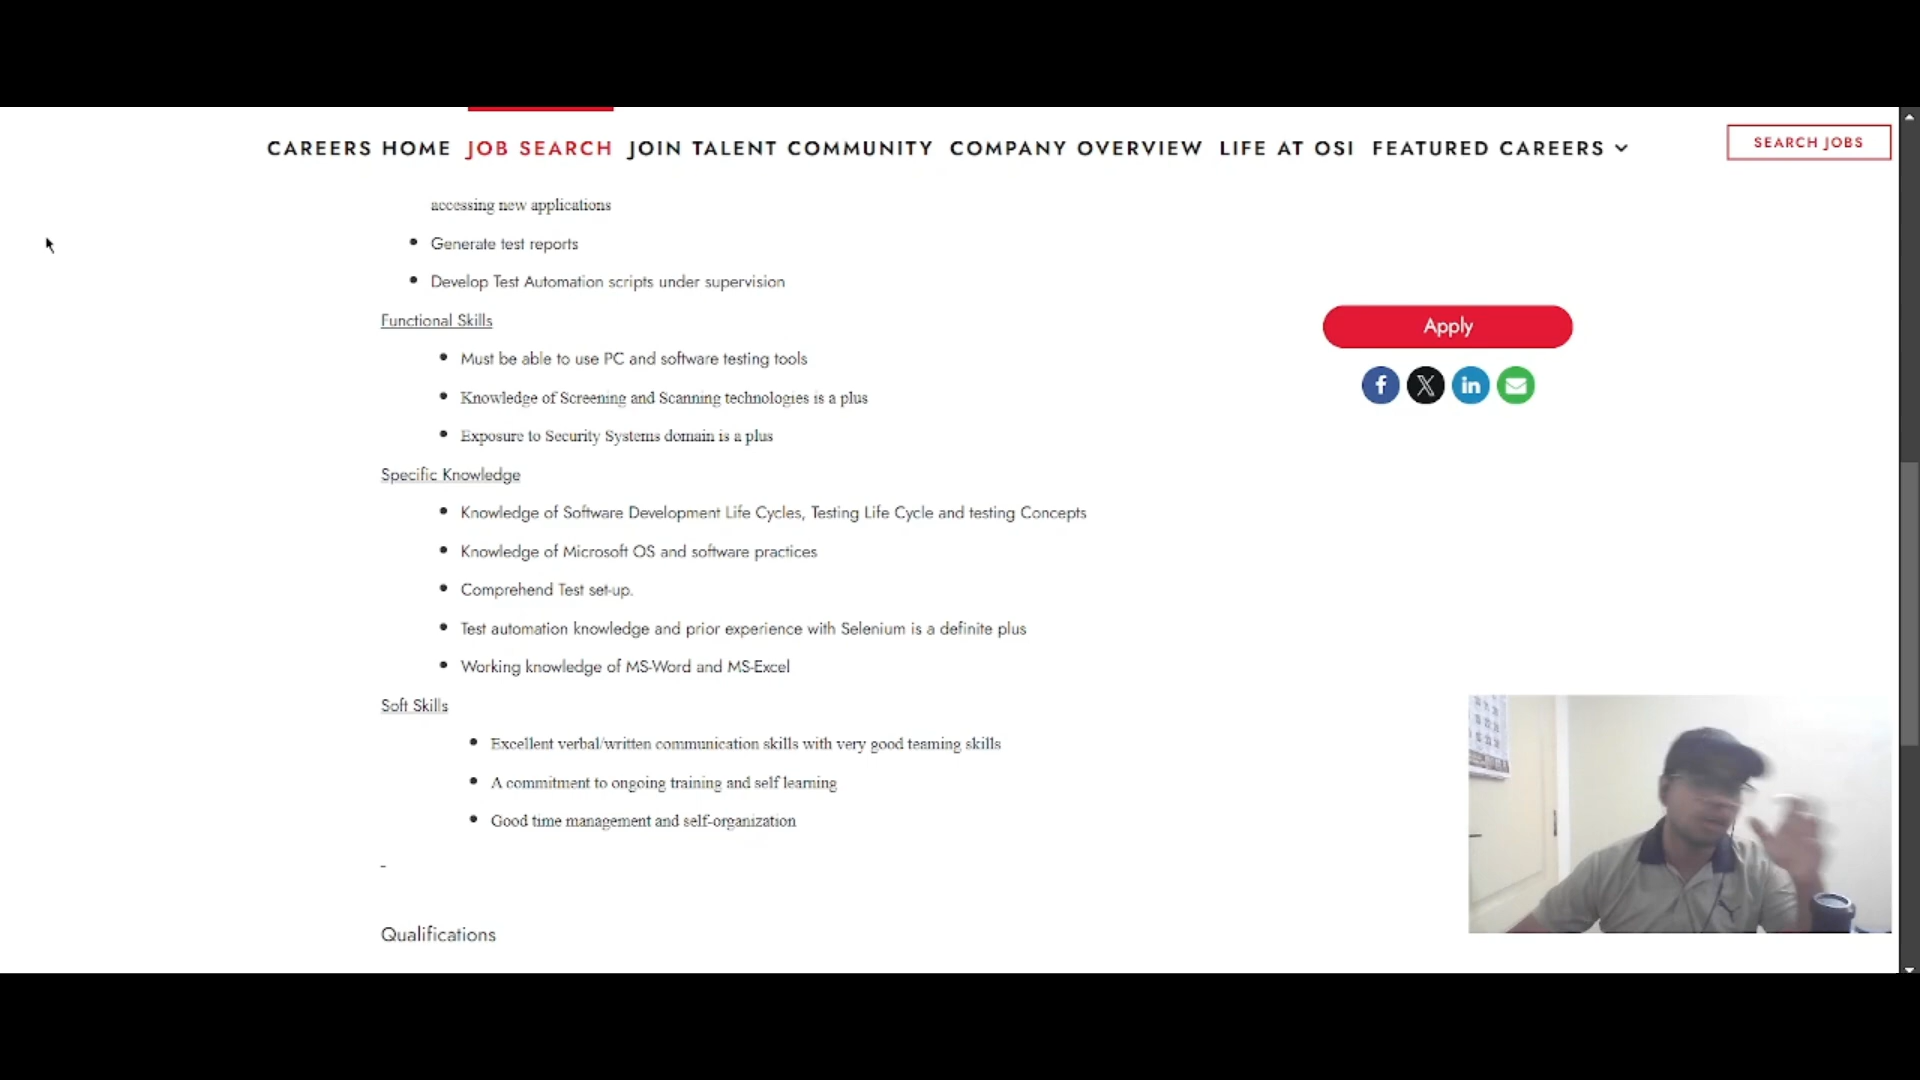 CAREERS HOME JOB SEARCH JOIN TALENT COMMUNITY COMPANY OVERVIEW LIFE AT OSI FEATURED CAREERS SEARCH JOBS
accessing new applications
• Generate test reports
• Develop Test Automation scripts under supervision
Functional Skills
Apply
• Must be able to use PC and software testing tools
• Knowledge of Screening and Scanning technologies is a plus
• Exposure to Security Systems domain is a plus
Specific Knowledge
• Knowledge of Software Development Life Cycles, Testing Life Cycle and testing Concepts
• Knowledge of Microsoft OS and software practices
• Comprehend Test set-up.
• Test automation knowledge and prior experience with Selenium is a definite plus
• Working knowledge of MS-Word and MS-Excel
Soft Skills
• Excellent verbal/written communication skills with very good teaming skills
• A commitment to ongoing training and self learning
• Good time management and self-organization
-
Qualifications